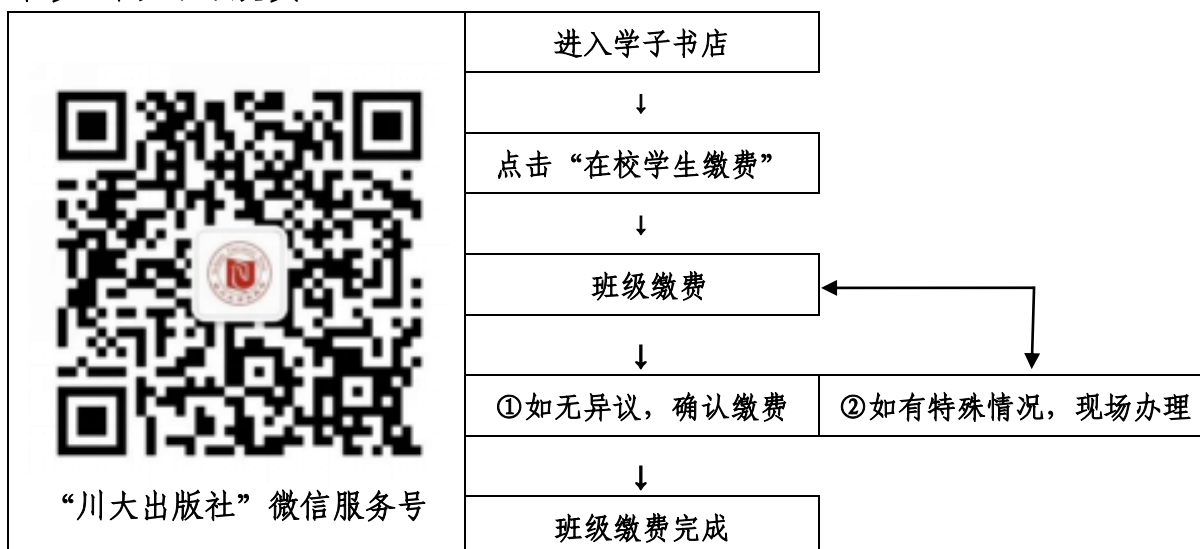 进入学子书店
↓
点击“在校学生缴费”
↓
班级缴费
↓
①如无异议，确认缴费
②如有特殊情况，现场办理
↓
班级缴费完成
“川大出版社”微信服务号